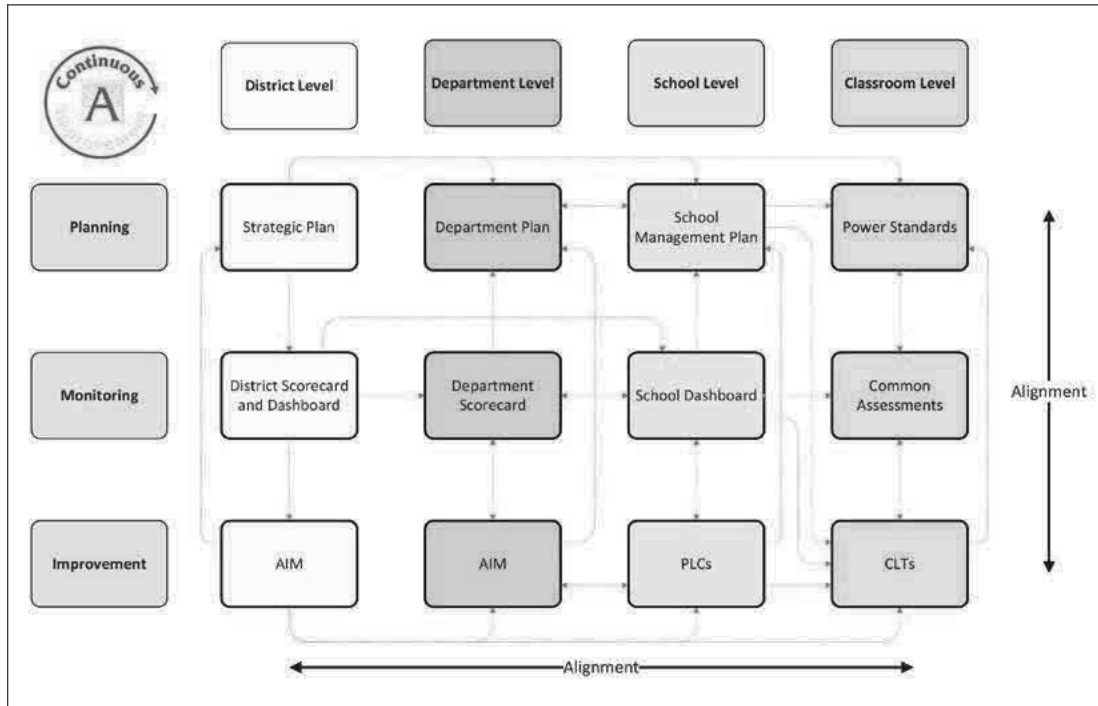 Continuous
A
District Level
Department Level
School Level
Classroom Level
Planning
Strategic Plan
Department Plan
School
Management Plan
Power Standards
Monitoring
District Scorecard
and Dashboard
Department
Scorecard
School Dashboard
Common
Assessments
Alignment
Improvement
AIM
AIM
PLCs
CLTs
Alignment